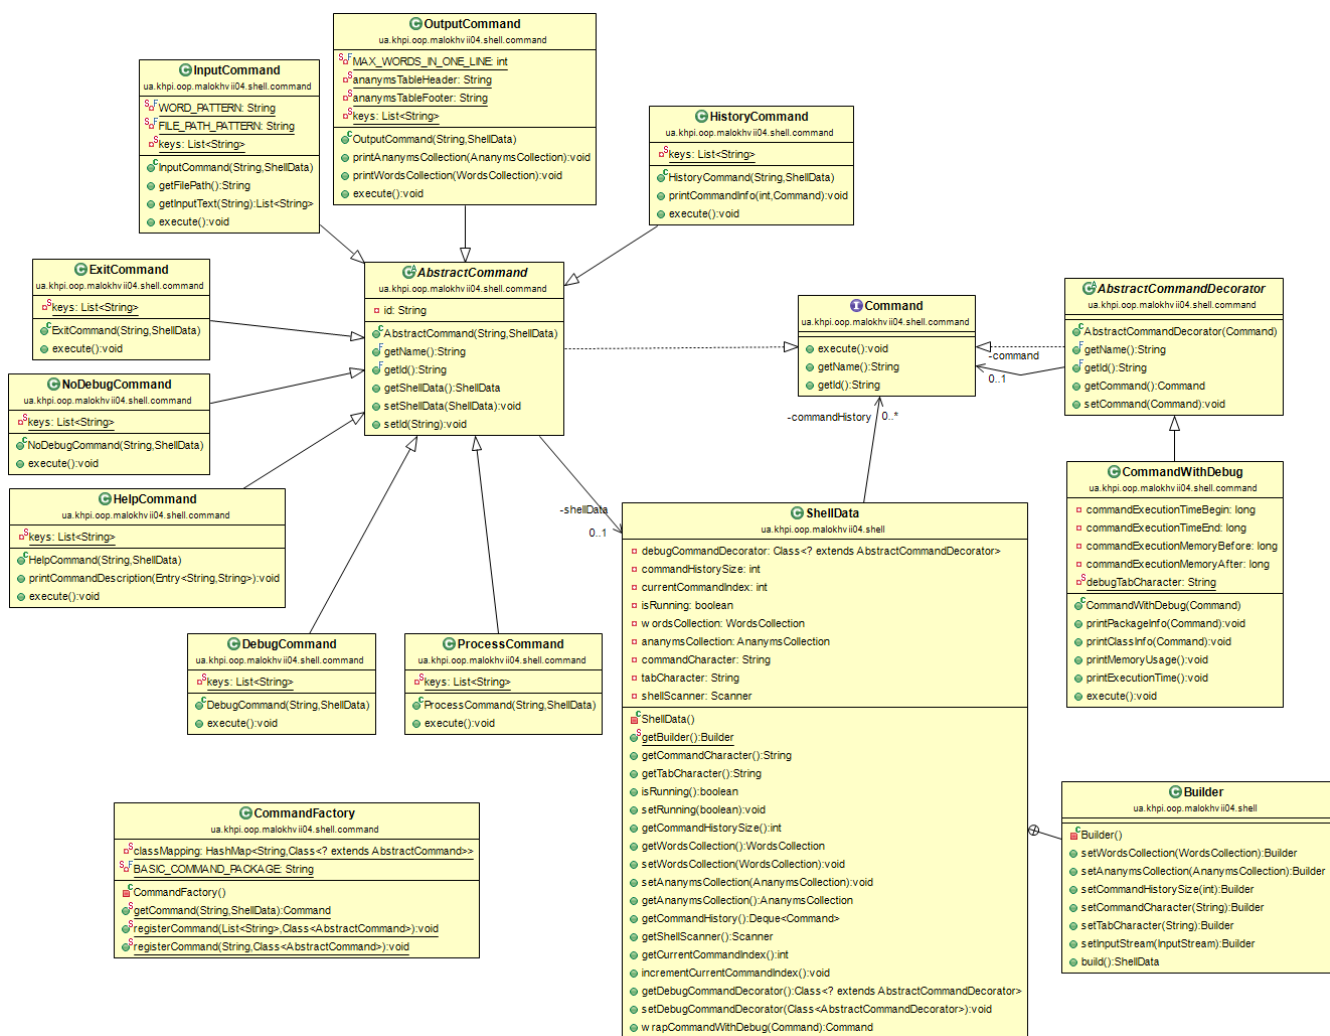 OutputCommand
ua.khpi.oop.malokhvii04.shell.command
MAX_WORDS_IN_ONE_LINE: int
ananymsTableHeader: String
ananymsTableFooter: String
keys: List<String>
OutputCommand(String,ShellData)
printAnanymsCollection(AnanymsCollection):void
printWordsCollection(WordsCollection):void
execute():void
InputCommand
ua.khpi.oop.malokhvii04.shell.command
WORD_PATTERN: String
FILE_PATH_PATTERN: String
keys: List<String>
InputCommand(String,ShellData)
getFilePath():String
getInputText(String):List<String>
execute():void
HistoryCommand
ua.khpi.oop.malokhvii04.shell.command
keys: List<String>
HistoryCommand(String,ShellData)
printCommandInfo(int,Command):void
execute():void
ExitCommand
ua.khpi.oop.malokhvii04.shell.command
keys: List<String>
ExitCommand(String,ShellData)
execute():void
AbstractCommand
ua.khpi.oop.malokhvii04.shell.command
id: String
AbstractCommand(String,ShellData)
getName():String
getId():String
getShellData():ShellData
setShellData(ShellData):void
setId(String):void
Command
ua.khpi.oop.malokhvii04.shell.command
execute():void
getName():String
getId():String
AbstractCommandDecorator
ua.khpi.oop.malokhvii04.shell.command
AbstractCommandDecorator(Command)
getName():String
getId():String
getCommand():Command
setCommand(Command):void
-command
0..1
-commandHistory
0..*
NoDebugCommand
ua.khpi.oop.malokhvii04.shell.command
keys: List<String>
NoDebugCommand(String,ShellData)
execute():void
HelpCommand
ua.khpi.oop.malokhvii04.shell.command
keys: List<String>
HelpCommand(String,ShellData)
printCommandDescription(Entry<String,String>):void
execute():void
-shellData
0..1
CommandWithDebug
ua.khpi.oop.malokhvii04.shell.command
commandExecutionTimeBegin: long
commandExecutionTimeEnd: long
commandExecutionMemoryBefore: long
commandExecutionMemoryAfter: long
debugTabCharacter: String
CommandWithDebug(Command)
printPackageInfo(Command):void
printClassInfo(Command):void
printMemoryUsage():void
printExecutionTime():void
execute():void
ShellData
ua.khpi.oop.malokhvii04.shell
debugCommandDecorator: Class<? extends AbstractCommandDecorator>
commandHistorySize: int
currentCommandIndex: int
isRunning: boolean
wordsCollection: WordsCollection
ananymsCollection: AnanymsCollection
commandCharacter: String
tabCharacter: String
shellScanner: Scanner
ShellData()
getBuilder():Builder
getCommandCharacter():String
getTabCharacter():String
isRunning():boolean
setRunning(boolean):void
getCommandHistorySize():int
getWordsCollection():WordsCollection
setWordsCollection(WordsCollection):void
setAnanymsCollection(AnanymsCollection):void
getAnanymsCollection():AnanymsCollection
getCommandHistory():Deque<Command>
getShellScanner():Scanner
getCurrentCommandIndex():int
incrementCurrentCommandIndex():void
getDebugCommandDecorator():Class<? extends AbstractCommandDecorator>
setDebugCommandDecorator(Class<AbstractCommandDecorator>):void
wrapCommandWithDebug(Command):Command
DebugCommand
ua.khpi.oop.malokhvii04.shell.command
keys: List<String>
DebugCommand(String,ShellData)
execute():void
ProcessCommand
ua.khpi.oop.malokhvii04.shell.command
keys: List<String>
ProcessCommand(String,ShellData)
execute():void
CommandFactory
ua.khpi.oop.malokhvii04.shell.command
classMapping: HashMap<String,Class<? extends AbstractCommand>>
BASIC_COMMAND_PACKAGE: String
CommandFactory()
getCommand(String,ShellData):Command
registerCommand(List<String>,Class<AbstractCommand>):void
registerCommand(String,Class<AbstractCommand>):void
Builder
ua.khpi.oop.malokhvii04.shell
Builder()
setWordsCollection(WordsCollection):Builder
setAnanymsCollection(AnanymsCollection):Builder
setCommandHistorySize(int):Builder
setCommandCharacter(String):Builder
setTabCharacter(String):Builder
setInputStream(InputStream):Builder
build():ShellData